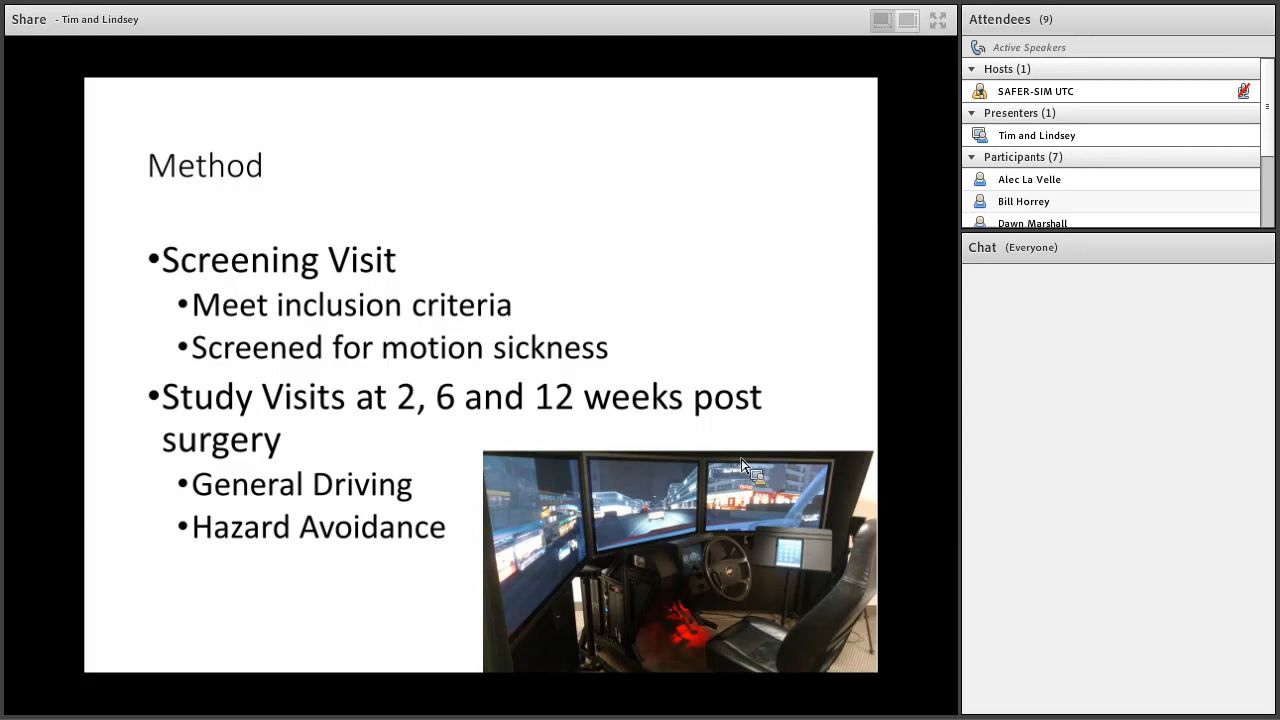 Share - Tim and Lindsey
Method
•Screening Visit
•Meet inclusion criteria
•Screened for motion sickness
•Study Visits at 2, 6 and 12 weeks post
surgery
•General Driving
•Hazard Avoidance
Attendees (9)
Active Speakers
Hosts (1)
SAFER-SIM UTC
Presenters (1)
Tim and Lindsey
Participants (7)
Alec La Velle
Bill Horrey
Dawn Marshall
Chat (Everyone)